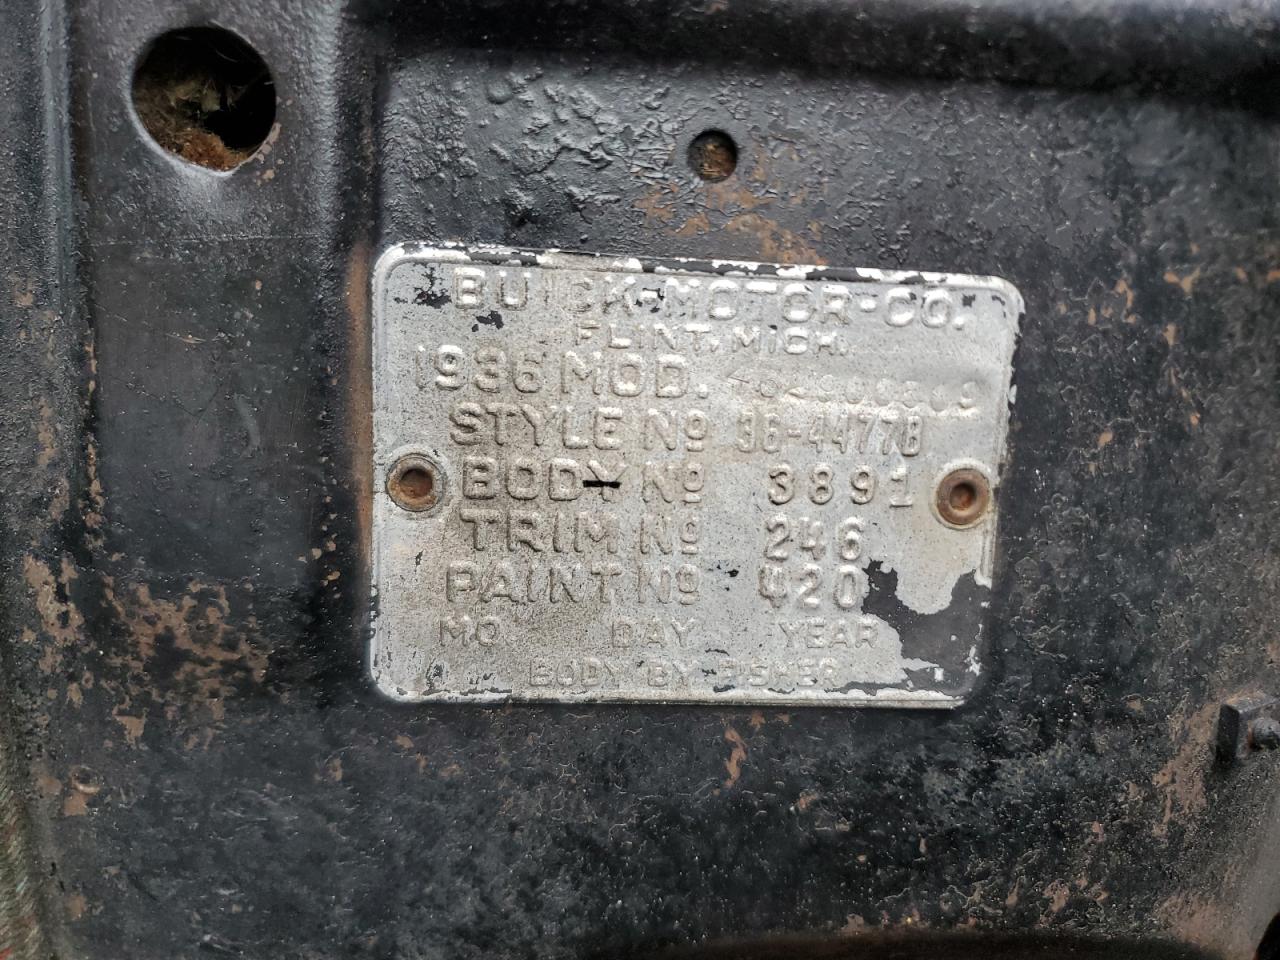 BUICK-MOTOR-CO.
FLINT, MICH.
1936 MOD.
STYLE Nº 36-4477B
BODY Nº 3891
TRIM Nº 246
PAINT Nº 420
MO DAY YEAR
BODY BY FISHER